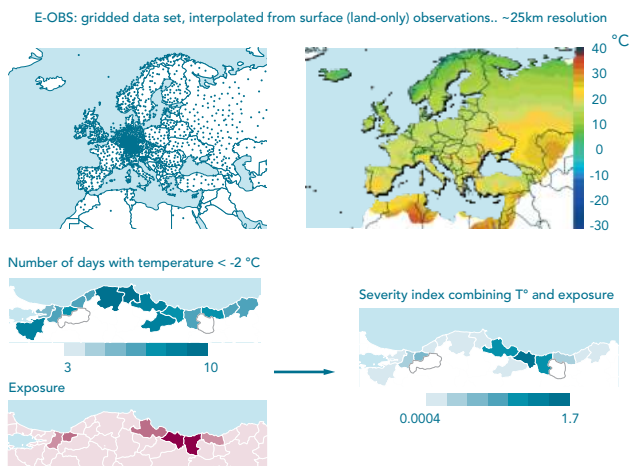 E-OBS: gridded data set, interpolated from surface (land-only) observations.. ~25km resolution
°C
40
30
20
10
0
-10
-20
-30
Number of days with temperature < -2 °C
3
10
Severity index combining T° and exposure
0.0004
1.7
Exposure